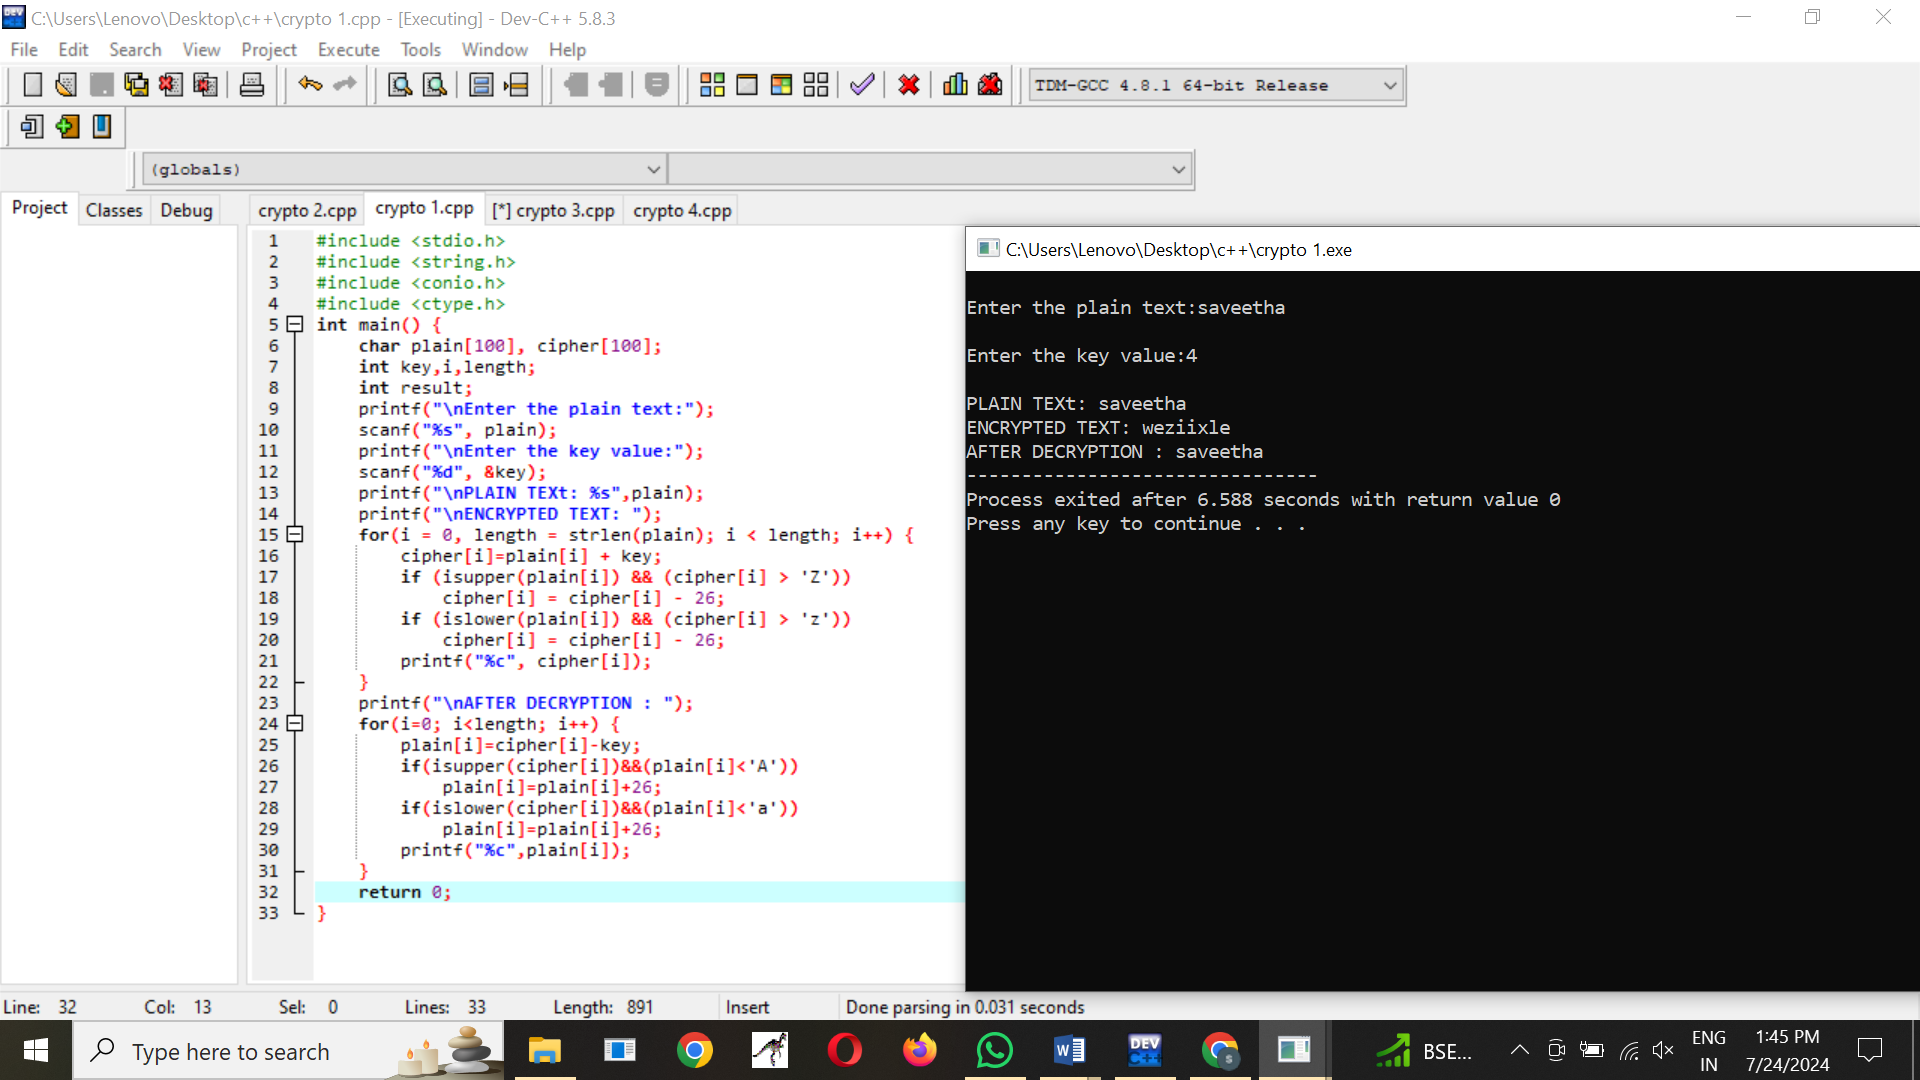 C:\Users\Lenovo\Desktop\c++\crypto 1.cpp - [Executing] - Dev-C++ 5.8.3
File Edit Search View Project Execute Tools Window Help
TDM-GCC 4.8.1 64-bit Release
(globals)
Project Classes Debug
crypto 2.cpp crypto 1.cpp [*] crypto 3.cpp crypto 4.cpp
1 #include <stdio.h>
2 #include <string.h>
3 #include <conio.h>
4 #include <ctype.h>
5 int main() {
6 char plain[100], cipher[100];
7 int key,i,length;
8 int result;
9 printf("\nEnter the plain text:");
10 scanf("%s", plain);
11 printf("\nEnter the key value:");
12 scanf("%d", &key);
13 printf("\nPLAIN TEXt: %s",plain);
14 printf("\nENCRYPTED TEXT: ");
15 for(i = 0, length = strlen(plain); i < length; i++) {
16 cipher[i]=plain[i] + key;
17 if (isupper(plain[i]) && (cipher[i] > 'Z'))
18 cipher[i] = cipher[i] - 26;
19 if (islower(plain[i]) && (cipher[i] > 'z'))
20 cipher[i] = cipher[i] - 26;
21 printf("%c", cipher[i]);
22 }
23 printf("\nAFTER DECRYPTION : ");
24 for(i=0; i<length; i++) {
25 plain[i]=cipher[i]-key;
26 if(isupper(cipher[i])&&(plain[i]<'A'))
27 plain[i]=plain[i]+26;
28 if(islower(cipher[i])&&(plain[i]<'a'))
29 plain[i]=plain[i]+26;
30 printf("%c",plain[i]);
31 }
32 return 0;
33 }
C:\Users\Lenovo\Desktop\c++\crypto 1.exe
Enter the plain text:saveetha
Enter the key value:4
PLAIN TEXt: saveetha
ENCRYPTED TEXT: weziixle
AFTER DECRYPTION : saveetha
--------------------------------
Process exited after 6.588 seconds with return value 0
Press any key to continue . . .
Line: 32 Col: 13 Sel: 0 Lines: 33 Length: 891 Insert Done parsing in 0.031 seconds
Type here to search
DEV C++
BSE...
ENG IN
1:45 PM
7/24/2024